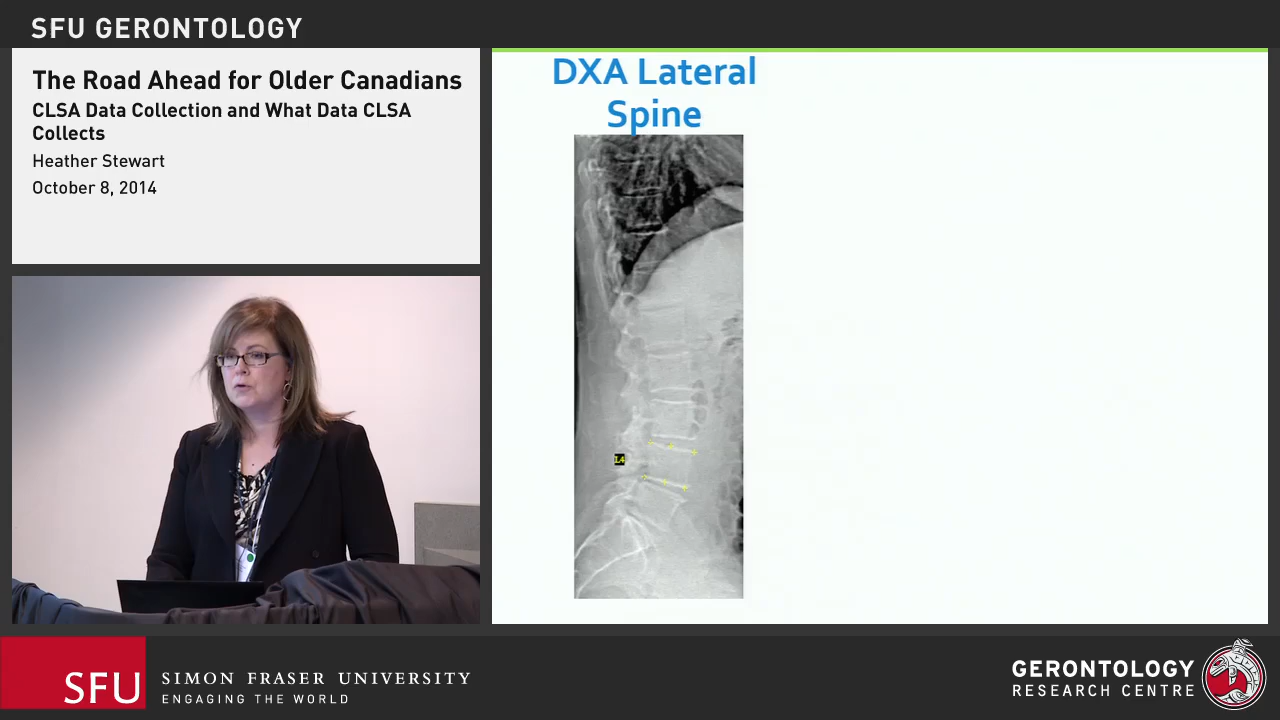 SFU GERONTOLOGY
The Road Ahead for Older Canadians
CLSA Data Collection and What Data CLSA
Collects
Heather Stewart
October 8, 2014
DXA Lateral
Spine
L4
SFU
SIMON FRASER UNIVERSITY
ENGAGING THE WORLD
GERONTOLOGY
RESEARCH CENTRE